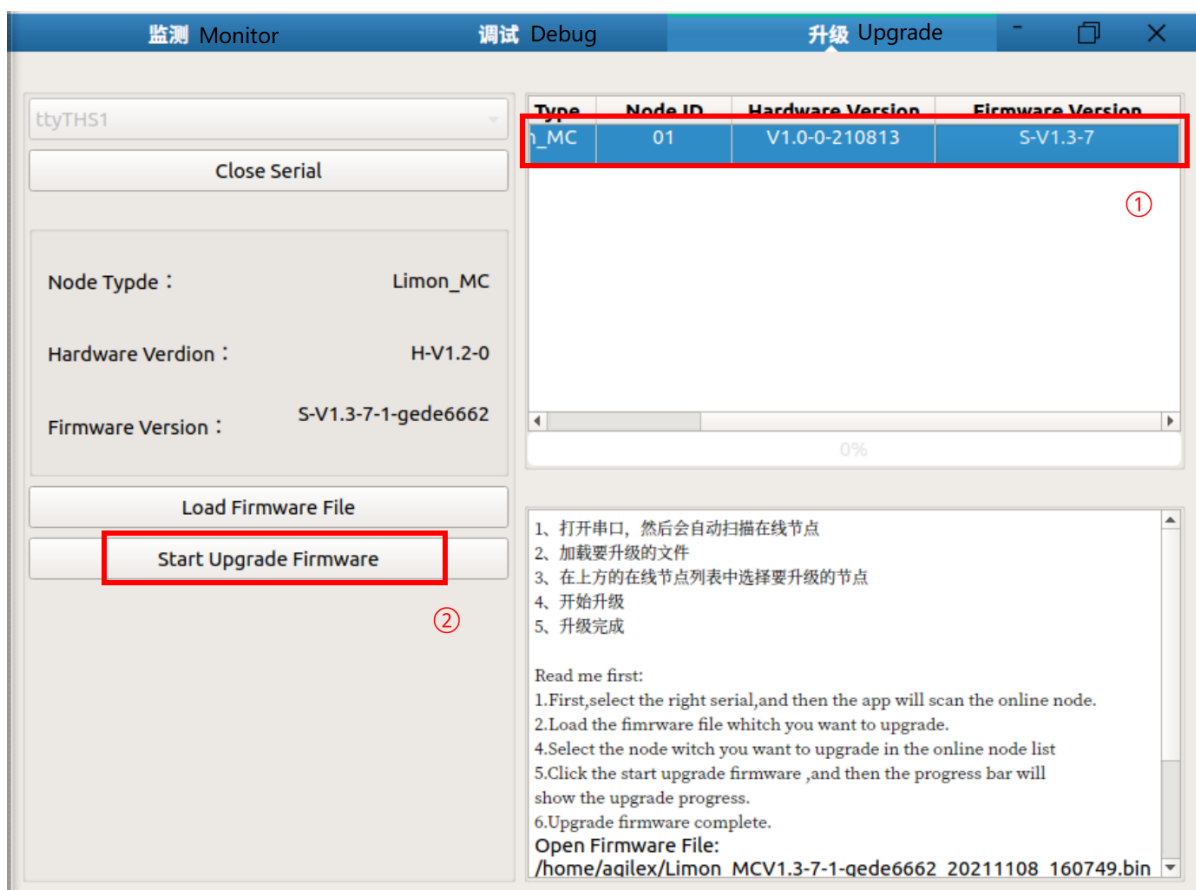 监测 Monitor
调试 Debug
升级 Upgrade
ttyTHS1
Close Serial
Node Typde：
Limon_MC
Hardware Verdion：
H-V1.2-0
Firmware Version：
S-V1.3-7-1-gede6662
Load Firmware File
Start Upgrade Firmware
②
Type Node ID Hardware Version Firmware Version
_MC 01 V1.0-0-210813 S-V1.3-7
①
0%
1、打开串口，然后会自动扫描在线节点
2、加载要升级的文件
3、在上方的在线节点列表中选择要升级的节点
4、开始升级
5、升级完成
Read me first:
1.First,select the right serial,and then the app will scan the online node.
2.Load the fimrware file whitch you want to upgrade.
4.Select the node witch you want to upgrade in the online node list
5.Click the start upgrade firmware ,and then the progress bar will
show the upgrade progress.
6.Upgrade firmware complete.
Open Firmware File:
/home/agilex/Limon_MCV1.3-7-1-gede6662_20211108_160749.bin